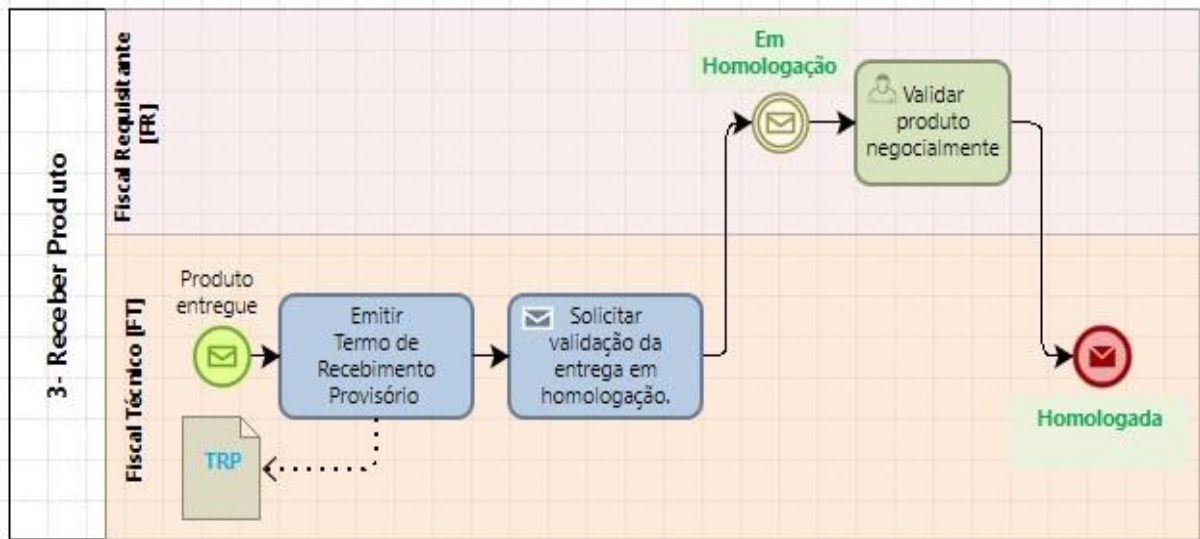 3- Receber Produto
Fiscal Requisitante
[FR]
Em
Homologação
Validar
produto
negocialmente
Fiscal Técnico [FT]
Produto
entregue
Emitir
Termo de
Recebimento
Provisório
Solicitar
validação da
entrega em
homologação.
TRP
Homologada